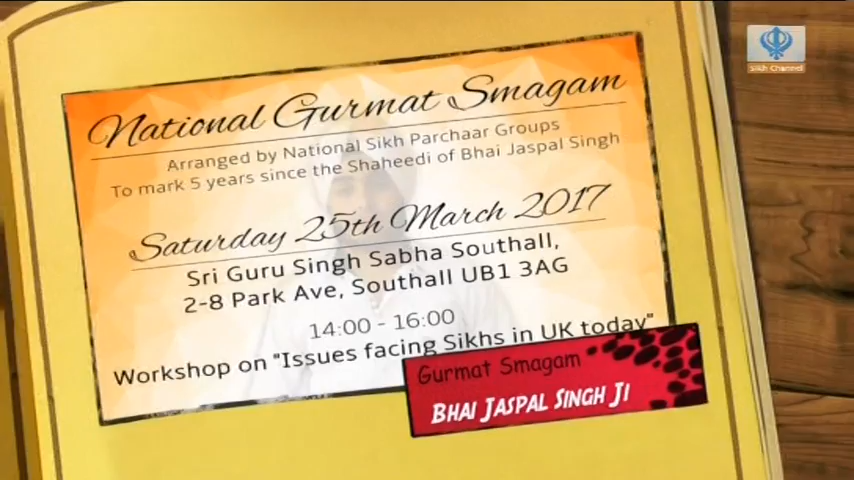 Sikh Channel
National Gurmat Smagam
Arranged by National Sikh Parchaar Groups
To mark 5 years since the Shaheedi of Bhai Jaspal Singh
Saturday 25th March 2017
Sri Guru Singh Sabha Southall,
2-8 Park Ave, Southall UB1 3AG
14:00 - 16:00
Workshop on "Issues facing Sikhs in UK today"
Gurmat Smagam
Bhai Jaspal Singh Ji